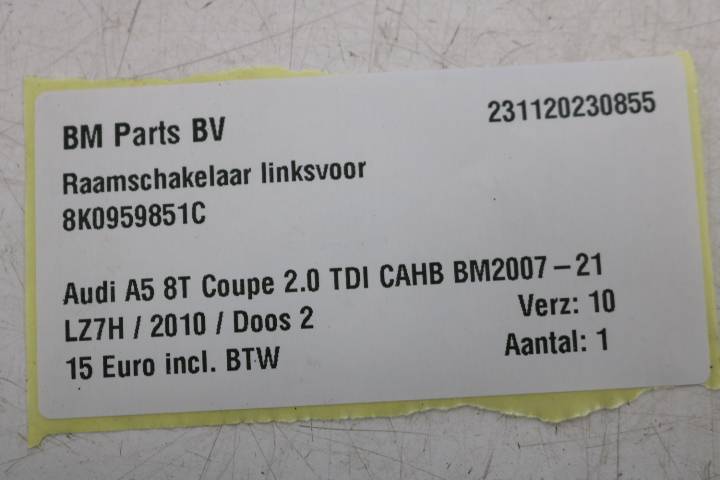 BM Parts BV 231120230855
Raamschakelaar linksvoor
8K0959851C
Audi A5 8T Coupe 2.0 TDI CAHB BM2007-21
LZ7H / 2010 / Doos 2 Verz: 10
15 Euro incl. BTW Aantal: 1